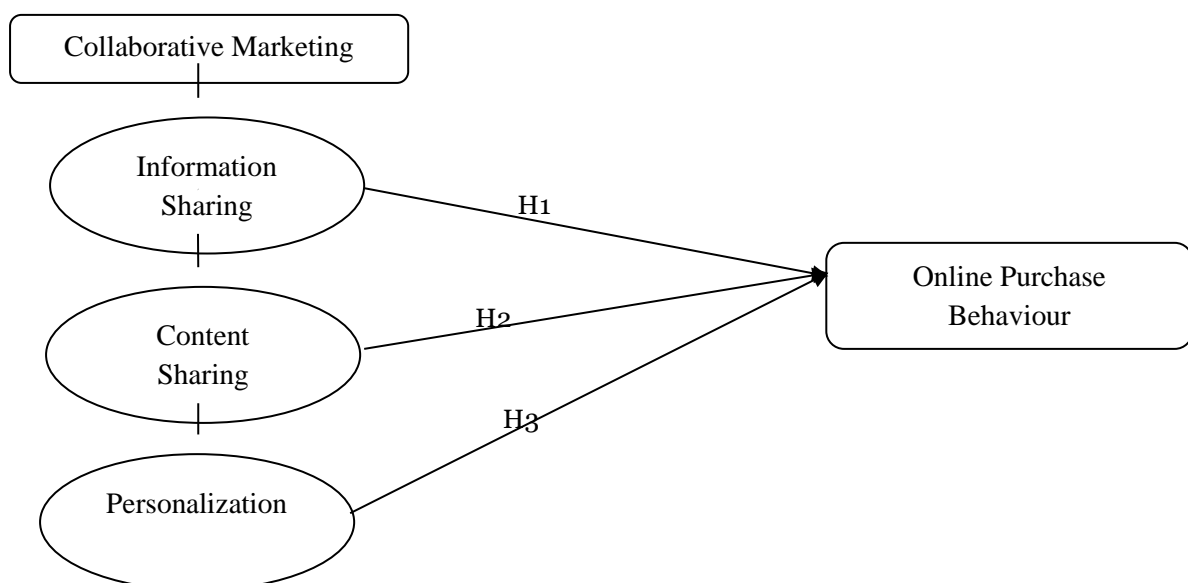 Collaborative Marketing
Information
Sharing
H1
Content
Sharing
H2
Personalization
H3
Online Purchase
Behaviour